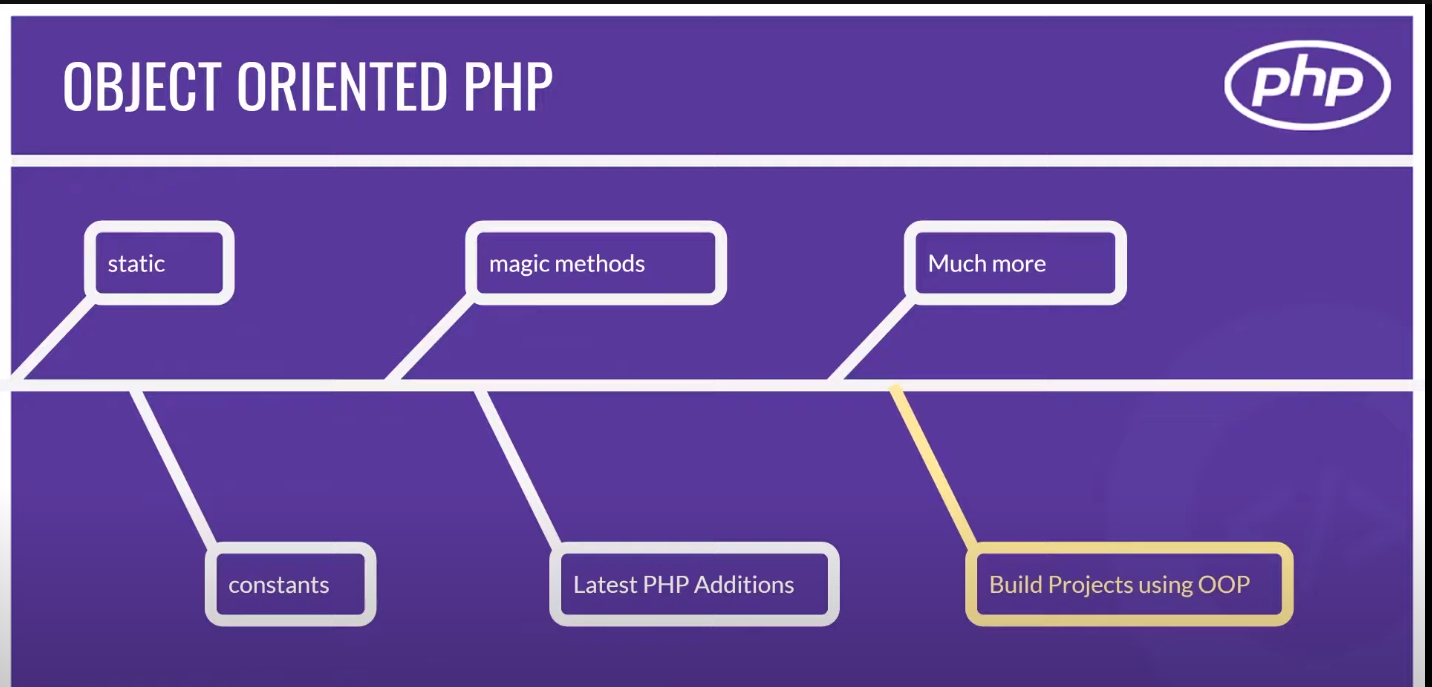 OBJECT ORIENTED PHP
php
static
magic methods
Much more
constants
Latest PHP Additions
Build Projects using OOP
</>